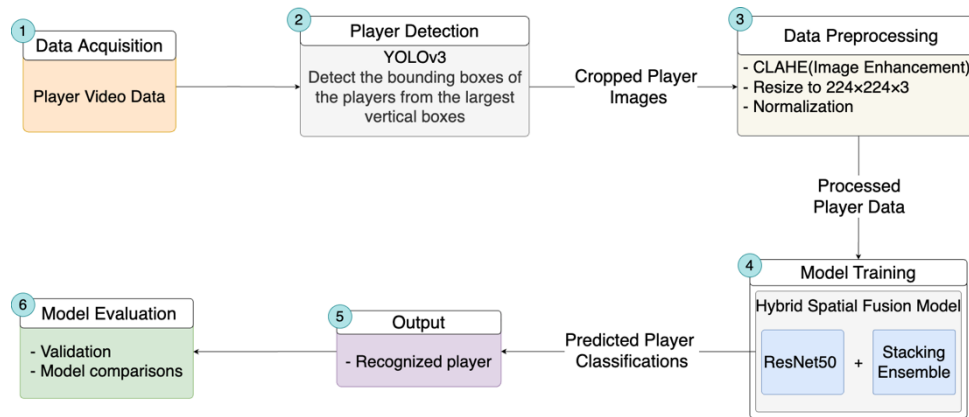 1
Data Acquisition
Player Video Data
2
Player Detection
YOLOv3
Detect the bounding boxes of
the players from the largest
vertical boxes
Cropped Player
Images
3
Data Preprocessing
- CLAHE(Image Enhancement)
- Resize to 224×224×3
- Normalization
Processed
Player Data
4
Model Training
Hybrid Spatial Fusion Model
ResNet50
+
Stacking
Ensemble
Predicted Player
Classifications
5
Output
- Recognized player
6
Model Evaluation
- Validation
- Model comparisons